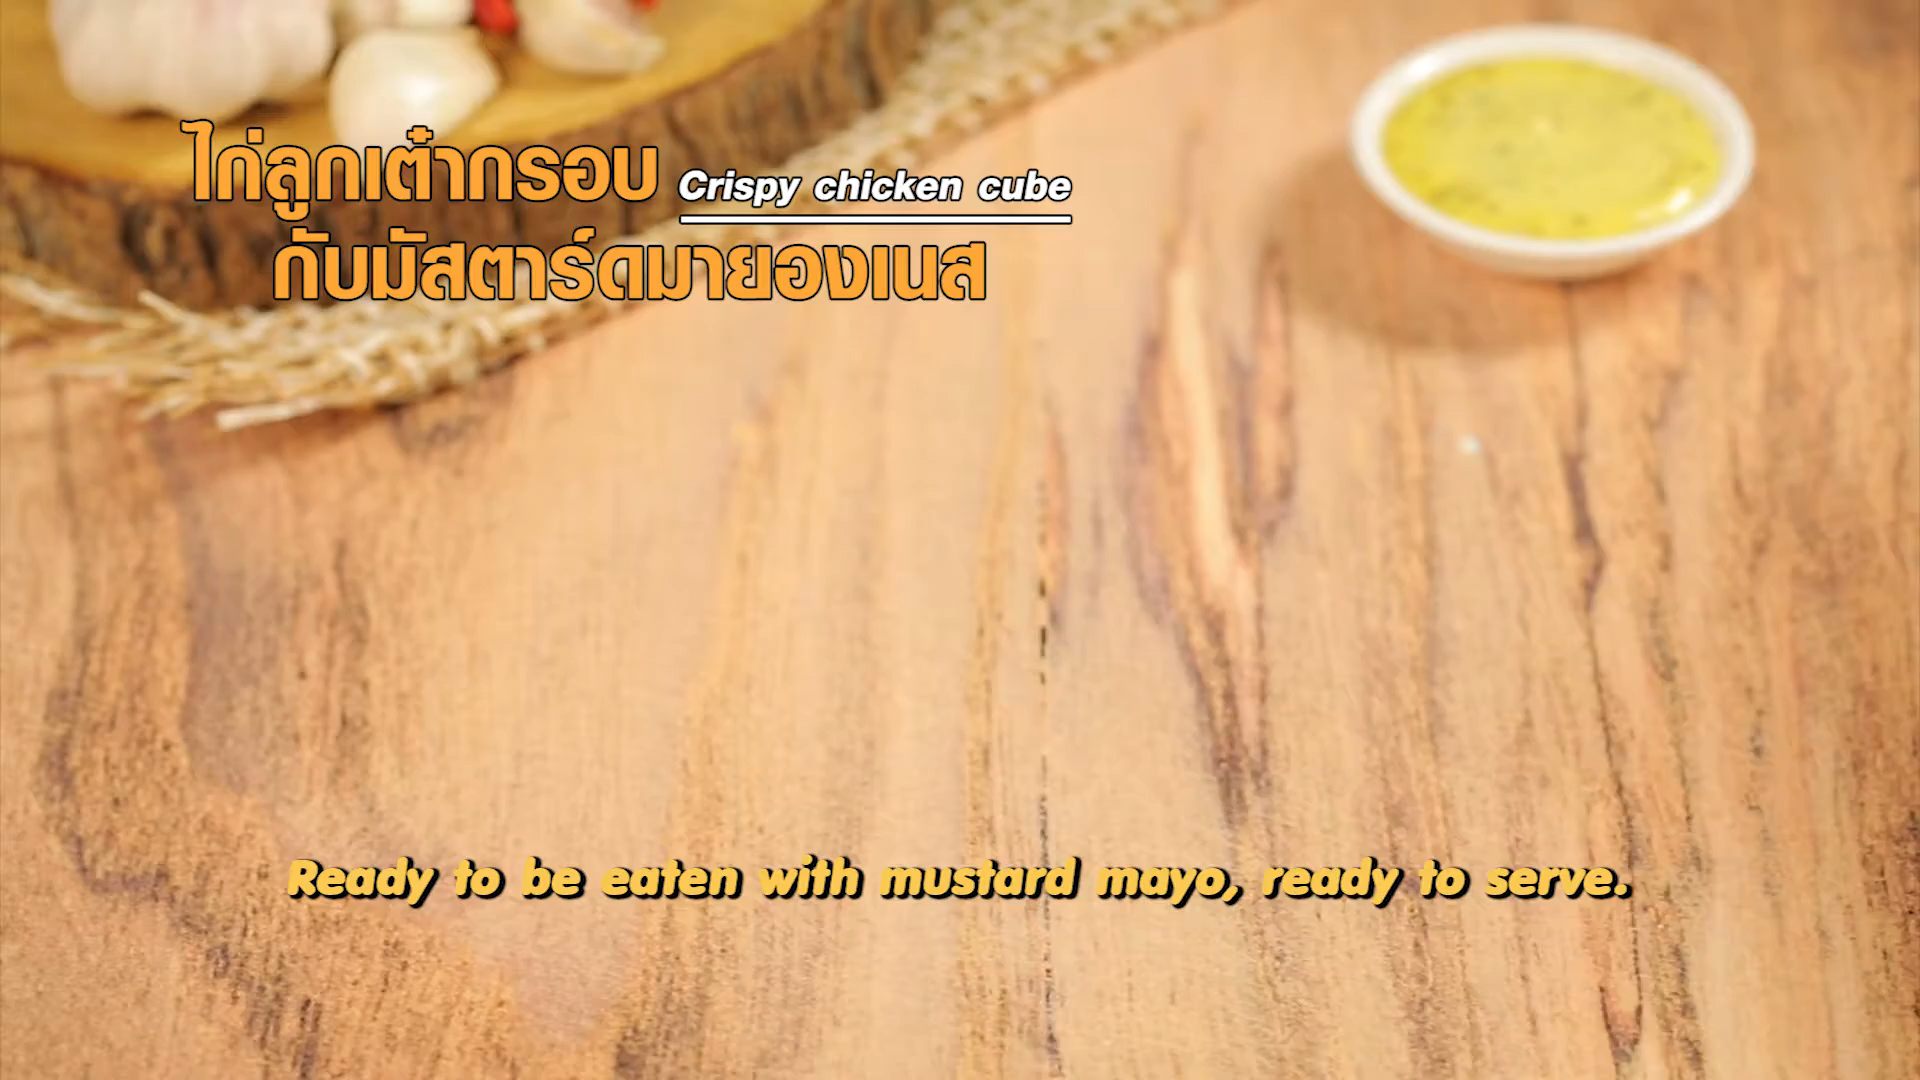 ไก่ลูกเต๋ากรอบ Crispy chicken cube
กับมัสตาร์ดมายองเนส
Ready to be eaten with mustard mayo, ready to serve.